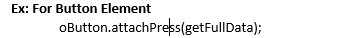 Ex: For Button Element
oButton.attachPress(getFullData);